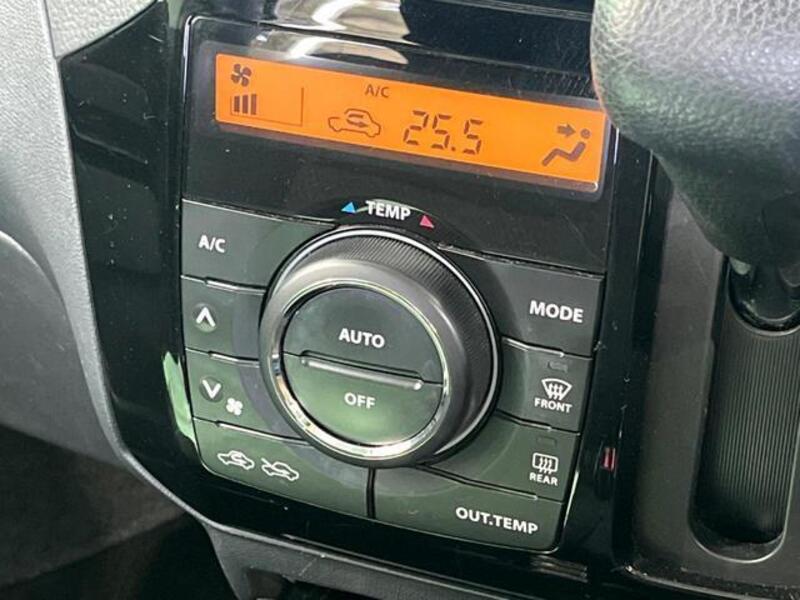 A/C
25.5
TEMP
A/C
MODE
AUTO
OFF
FRONT
REAR
OUT.TEMP